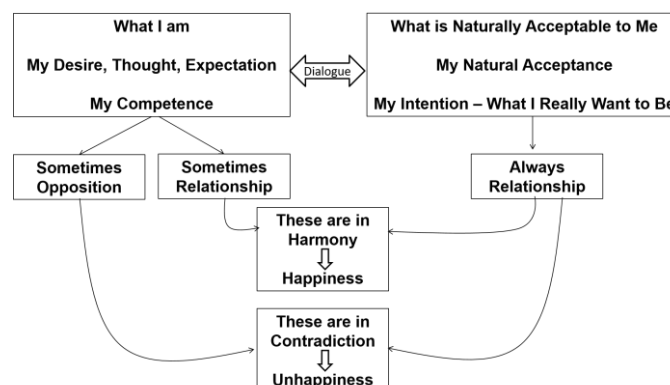 What I am
My Desire, Thought, Expectation
My Competence
Dialogue
What is Naturally Acceptable to Me
My Natural Acceptance
My Intention – What I Really Want to Be
Sometimes
Opposition
Sometimes
Relationship
Always
Relationship
These are in
Harmony
Happiness
These are in
Contradiction
Unhappiness